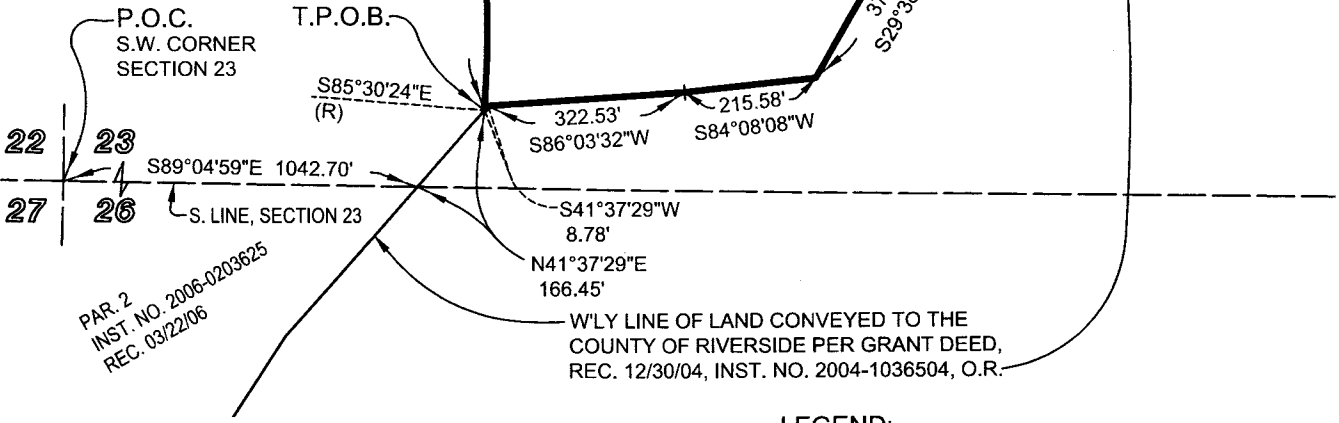 P.O.C.
S.W. CORNER
SECTION 23
T.P.O.B.
S85°30'24"E
(R)
322.53'
S86°03'32"W
215.58'
S84°08'08"W
22
23
27
26
S89°04'59"E 1042.70'
S. LINE, SECTION 23
S41°37'29"W
8.78'
N41°37'29"E
166.45'
PAR. 2
INST. NO. 2006-0203625
REC. 03/22/06
W'LY LINE OF LAND CONVEYED TO THE
COUNTY OF RIVERSIDE PER GRANT DEED,
REC. 12/30/04, INST. NO. 2004-1036504, O.R.
LEGEND: